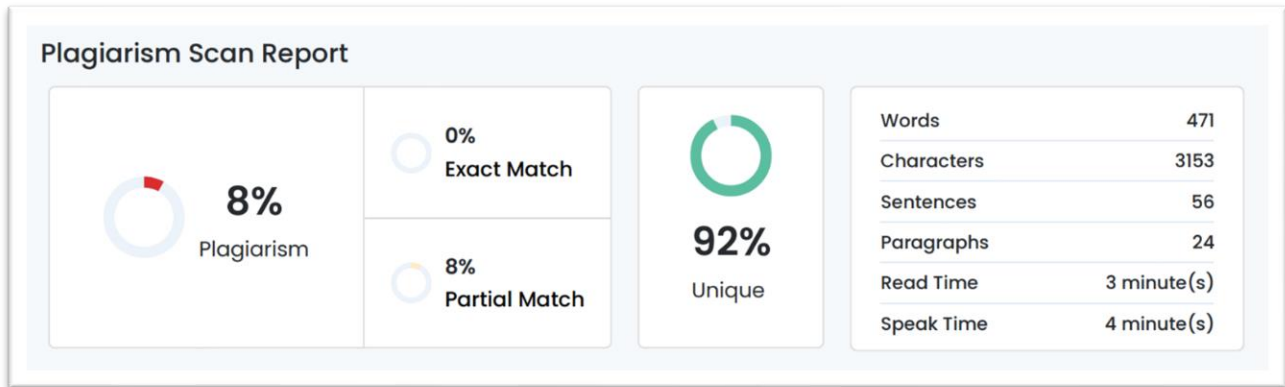 Plagiarism Scan Report
8%
Plagiarism
0%
Exact Match
8%
Partial Match
92%
Unique
Words 471
Characters 3153
Sentences 56
Paragraphs 24
Read Time 3 minute(s)
Speak Time 4 minute(s)